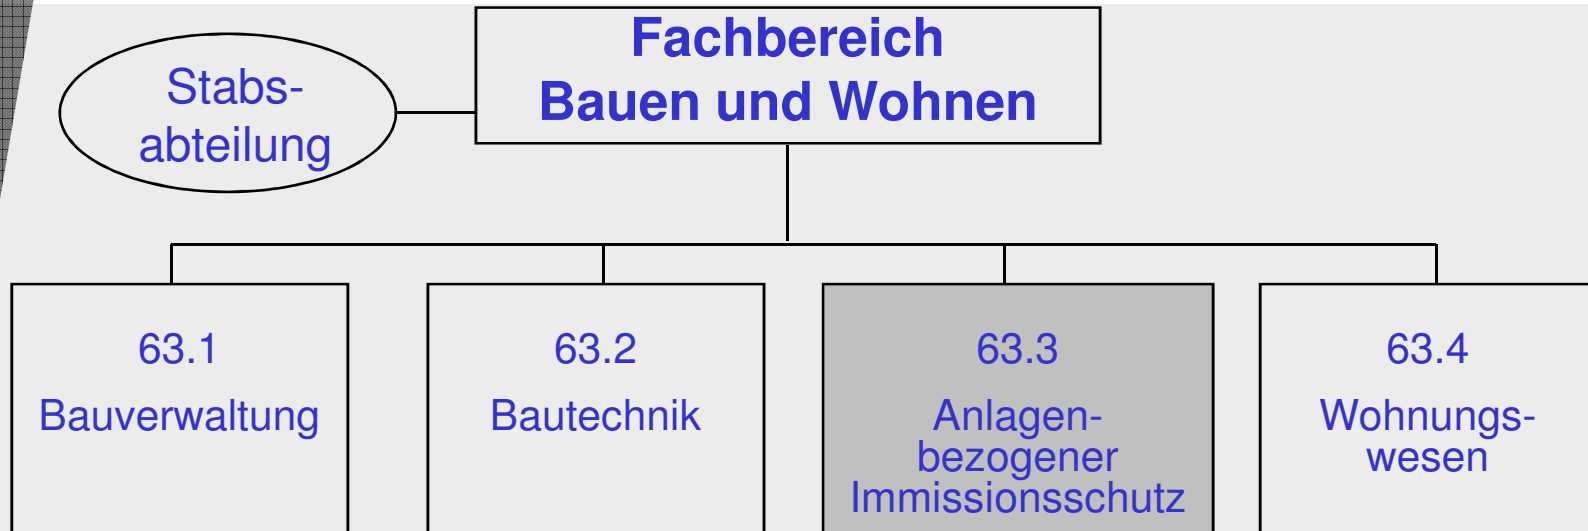 Fachbereich
Bauen und Wohnen
Stabs-
abteilung
63.1
Bauverwaltung
63.2
Bautechnik
63.3
Anlagen-
bezogener
Immissionsschutz
63.4
Wohnungs-
wesen